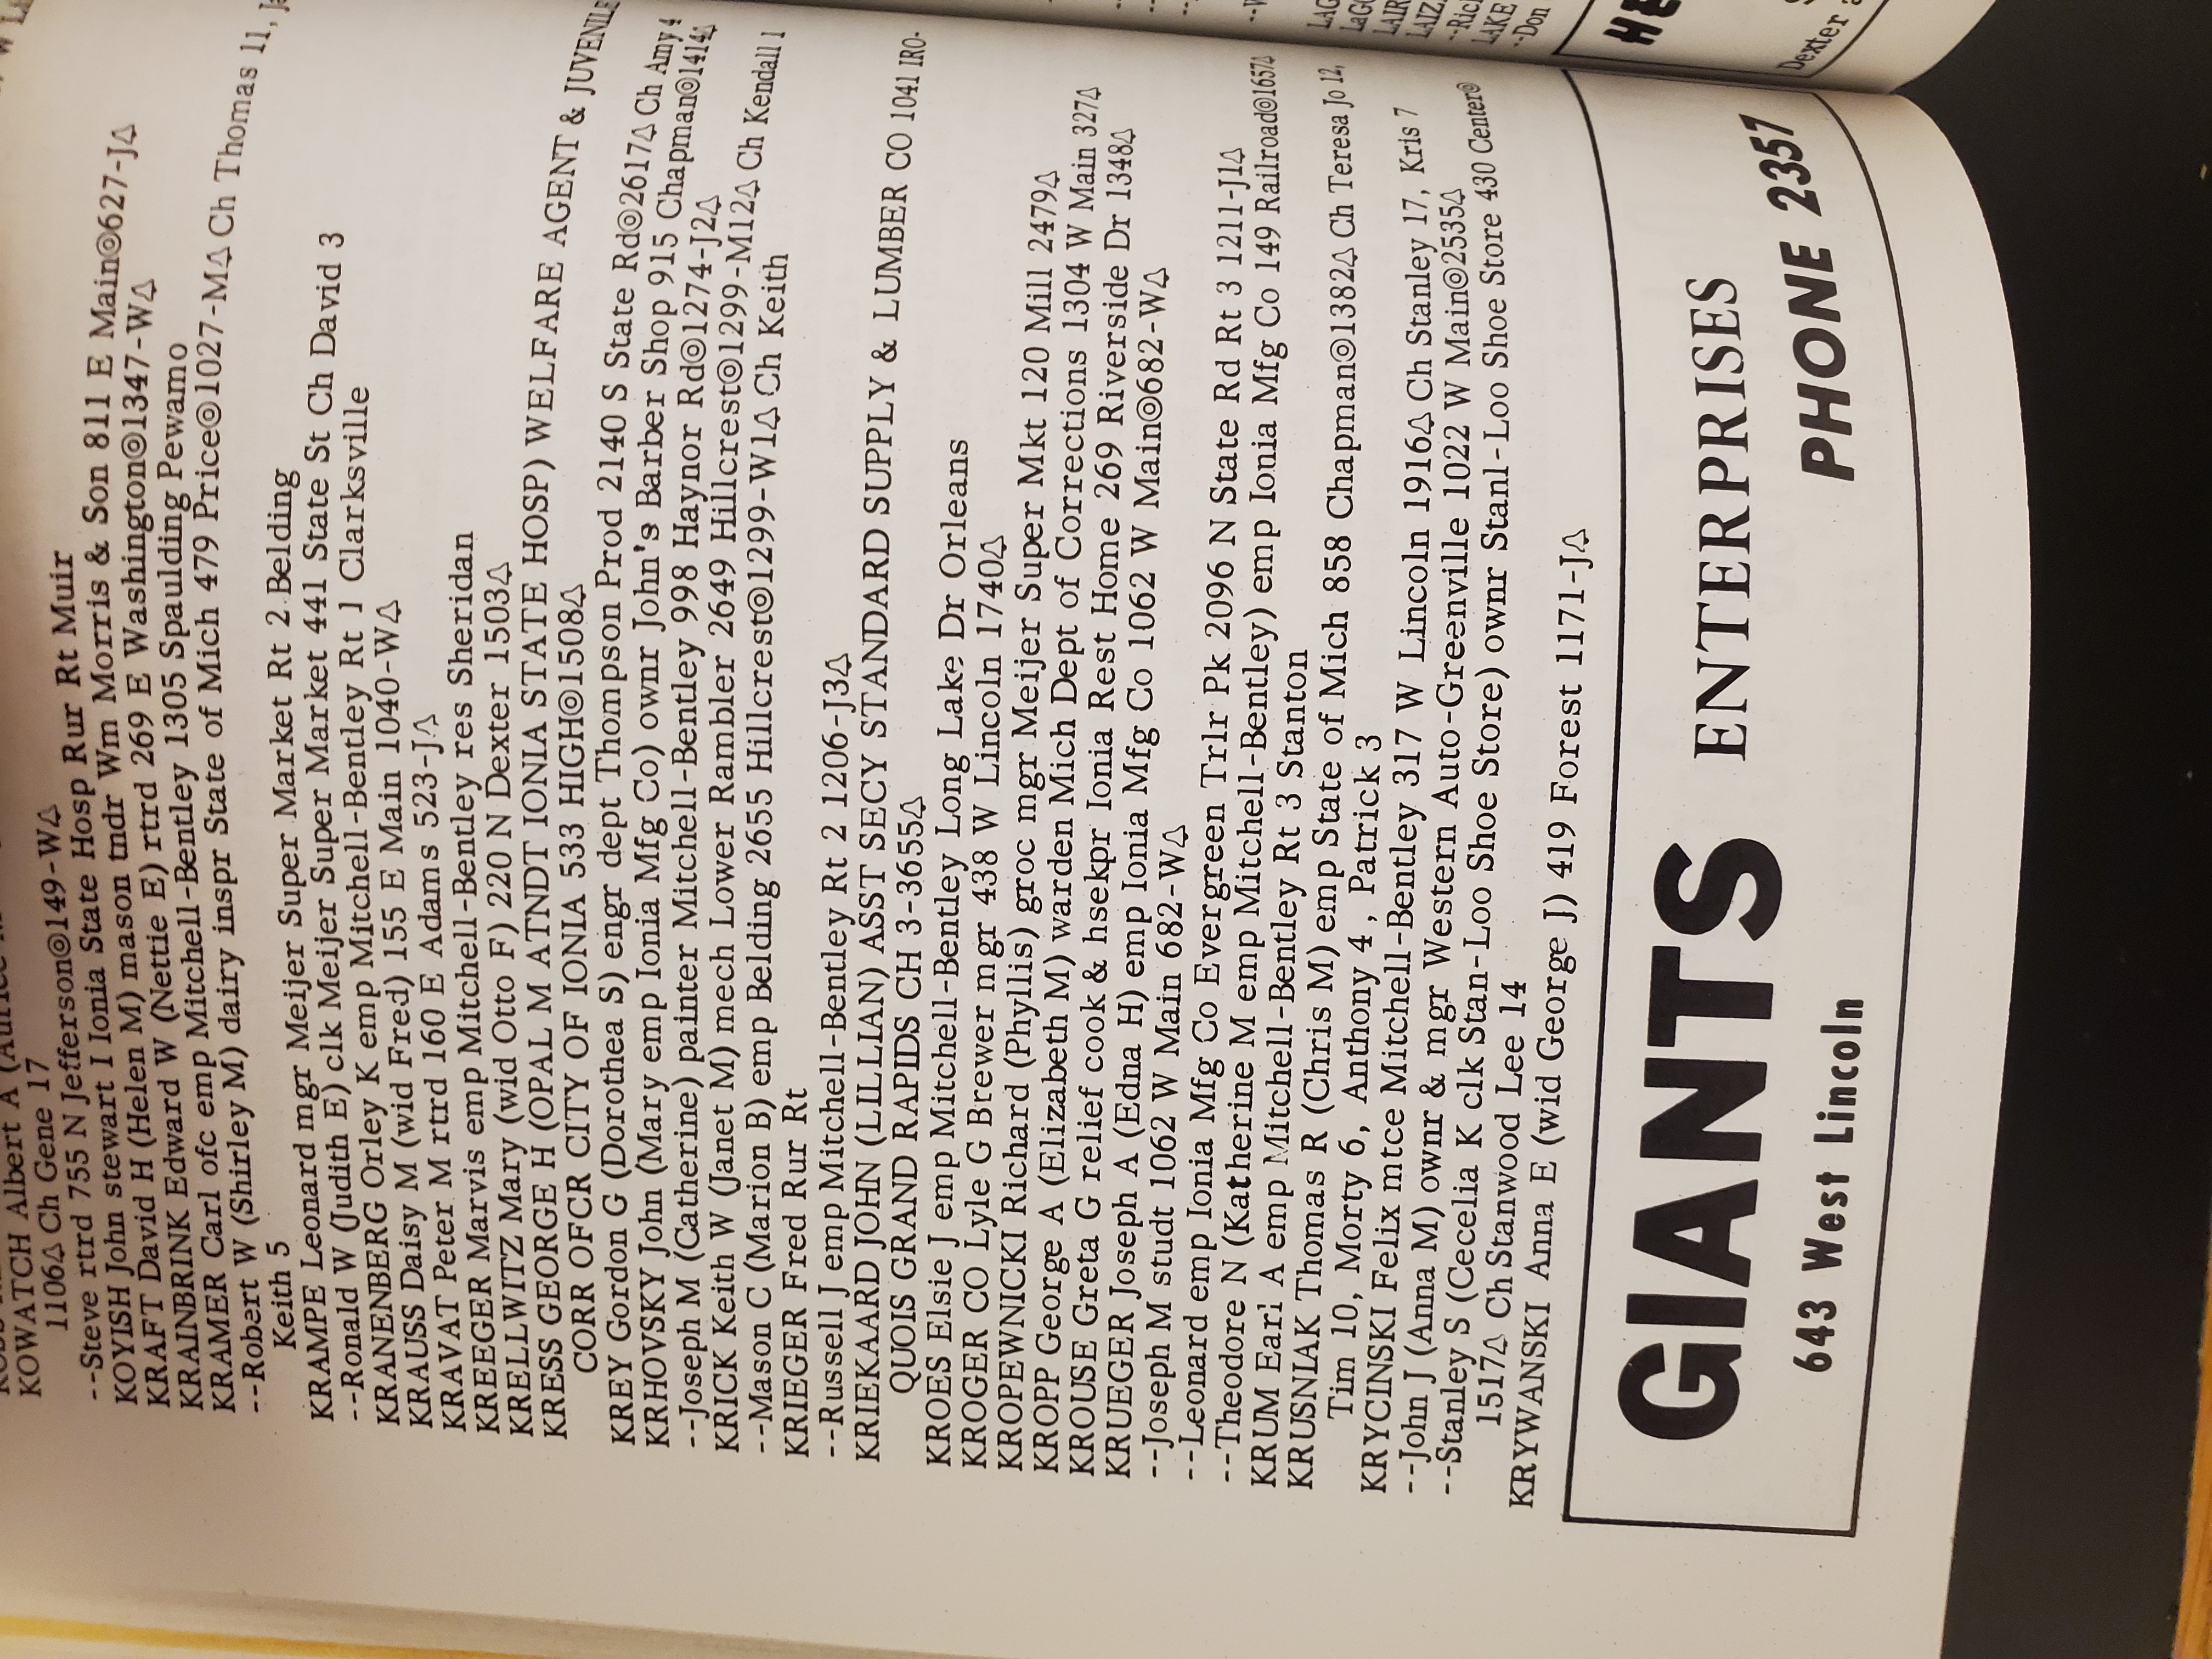 KOWATCH Albert A
1106△ Ch Gene 17
--Steve rtrd 755 N Jefferson◎149-W△
KOYISH John stewart I Ionia State Hosp Rur Rt Muir
KRAFT David H (Helen M) mason tndr Wm Morris & Son 811 E Main◎627-J△
KRAINBRINK Edward W (Nettie E) rtrd 269 E Washington◎1347-W△
KRAMER Carl ofc emp Mitchell-Bentley 1305 Spaulding Pewamo
--Robert W (Shirley M) dairy inspr State of Mich 479 Price◎1027-M△ Ch Thomas 11,
Keith 5
KRAMPE Leonard mgr Meijer Super Market Rt 2 Belding
--Ronald W (Judith E) clk Meijer Super Market 441 State St Ch David 3
KRANENBERG Orley K emp Mitchell-Bentley Rt 1 Clarksville
KRAUSS Daisy M (wid Fred) 155 E Main 1040-W△
KRAVAT Peter M rtrd 160 E Adams 523-J△
KREEGER Marvis emp Mitchell-Bentley res Sheridan
KRELLWITZ Mary (wid Otto F) 220 N Dexter 1503△
KRESS GEORGE H (OPAL M ATNDT IONIA STATE HOSP) WELFARE AGENT & JUVENILE
CORR OFCR CITY OF IONIA 533 HIGH◎1508△
KREY Gordon G (Dorothea S) engr dept Thompson Prod 2140 S State Rd◎2617△ Ch Amy 4
KRHOVSKY John (Mary emp Ionia Mfg Co) ownr John's Barber Shop 915 Chapman◎1414△
--Joseph M (Catherine) painter Mitchell-Bentley 998 Haynor Rd◎1274-J2△
KRICK Keith W (Janet M) mech Lower Rambler 2649 Hillcrest◎1299-M12△ Ch Kendall 1
--Mason C (Marion B) emp Belding 2655 Hillcrest◎1299-W1△ Ch Keith
KRIEGER Fred Rur Rt
--Russell J emp Mitchell-Bentley Rt 2 1206-J3△
KRIEKAARD JOHN (LILLIAN) ASST SECY STANDARD SUPPLY & LUMBER CO 1041 IRO-
QUOIS GRAND RAPIDS CH 3-3655△
KROES Elsie J emp Mitchell-Bentley Long Lake Dr Orleans
KROGER CO Lyle G Brewer mgr 438 W Lincoln 1740△
KROPEWNICKI Richard (Phyllis) groc mgr Meijer Super Mkt 120 Mill 2479△
KROPP George A (Elizabeth M) warden Mich Dept of Corrections 1304 W Main 327△
KROUSE Greta G relief cook & hsekpr Ionia Rest Home 269 Riverside Dr 1348△
KRUEGER Joseph A (Edna H) emp Ionia Mfg Co 1062 W Main◎682-W△
--Joseph M studt 1062 W Main 682-W△
--Leonard emp Ionia Mfg Co Evergreen Trlr Pk 2096 N State Rd Rt 3 1211-J1△
--Theodore N (Katherine M emp Mitchell-Bentley) emp Ionia Mfg Co 149 Railroad◎1657△
KRUM Earl A emp Mitchell-Bentley Rt 3 Stanton
KRUSNIAK Thomas R (Chris M) emp State of Mich 858 Chapman◎1382△ Ch Teresa Jo 12,
Tim 10, Morty 6, Anthony 4, Patrick 3
KRYCINSKI Felix mtce Mitchell-Bentley 317 W Lincoln 1916△ Ch Stanley 17, Kris 7
--John J (Anna M) ownr & mgr Western Auto-Greenville 1022 W Main◎2535△
--Stanley S (Cecelia K clk Stan-Loo Shoe Store) ownr Stanl-Loo Shoe Store 430 Center◎
1517△ Ch Stanwood Lee 14
KRYWANSKI Anna E (wid George J) 419 Forest 1171-J△
GIANTS ENTERPRISES
643 West Lincoln PHONE 2357
LAIZ
--Rich
LAKE
--Don
HE
Dexter